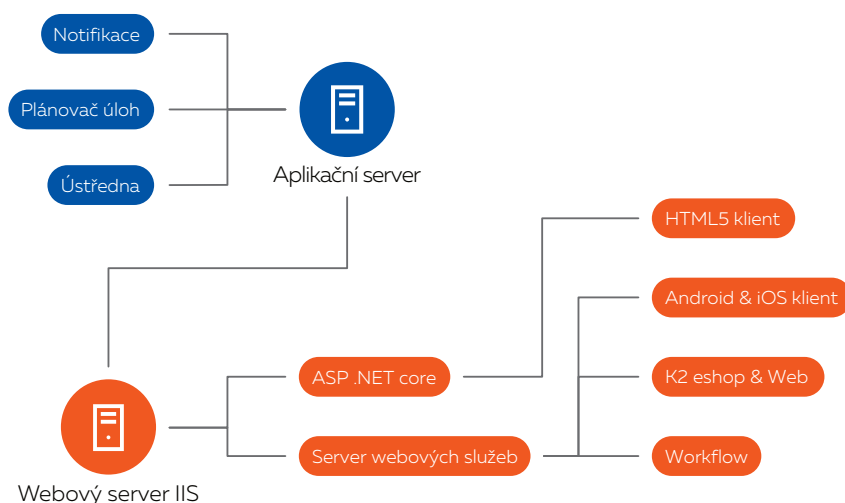 Notifikace
Plánovač úloh
Ústředna
Aplikační server
HTML5 klient
Android & iOS klient
ASP .NET core
K2 eshop & Web
Server webových služeb
Workflow
Webový server IIS